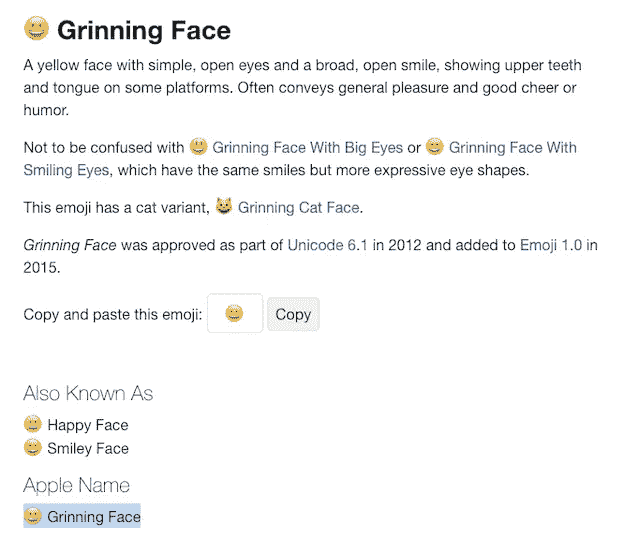 😀 Grinning Face
A yellow face with simple, open eyes and a broad, open smile, showing upper teeth
and tongue on some platforms. Often conveys general pleasure and good cheer or
humor.
Not to be confused with 😃 Grinning Face With Big Eyes or 😄 Grinning Face With
Smiling Eyes, which have the same smiles but more expressive eye shapes.
This emoji has a cat variant, 😺 Grinning Cat Face.
Grinning Face was approved as part of Unicode 6.1 in 2012 and added to Emoji 1.0 in
2015.
Copy and paste this emoji: 😀 Copy
Also Known As
😀 Happy Face
😀 Smiley Face
Apple Name
😀 Grinning Face